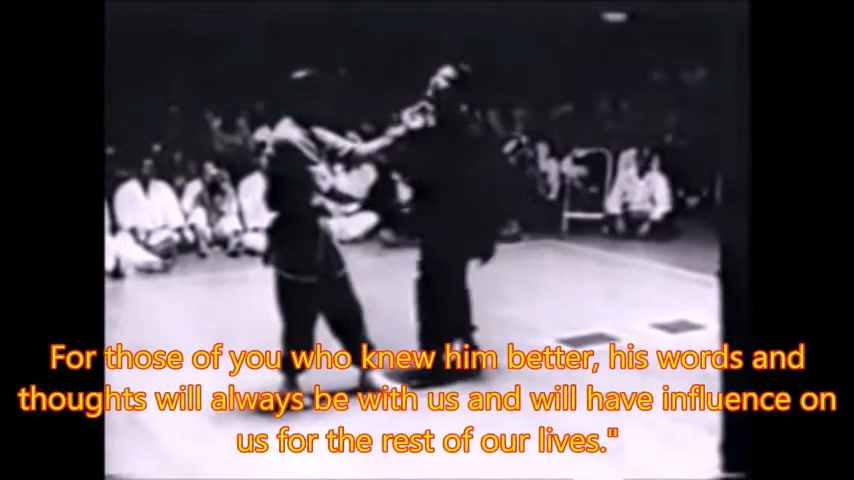 For those of you who knew him better, his words and
thoughts will always be with us and will have influence on
us for the rest of our lives."